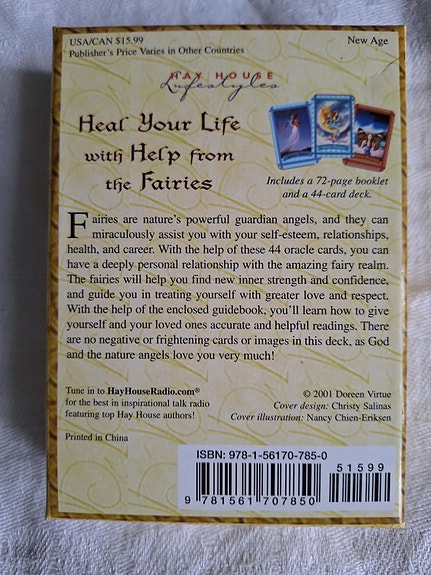 USA/CAN $15.99
New Age
Publisher's Price Varies in Other Countries
HAY HOUSE
Lifestyles
Heal Your Life
with Help from
the Fairies
Includes a 72-page booklet
and a 44-card deck.
Fairies are nature's powerful guardian angels, and they can
miraculously assist you with your self-esteem, relationships,
health, and career. With the help of these 44 oracle cards, you can
have a deeply personal relationship with the amazing fairy realm.
The fairies will help you find new inner strength and confidence,
and guide you in treating yourself with greater love and respect.
With the help of the enclosed guidebook, you'll learn how to give
yourself and your loved ones accurate and helpful readings. There
are no negative or frightening cards or images in this deck, as God
and the nature angels love you very much!
Tune in to HayHouseRadio.com®
for the best in inspirational talk radio
featuring top Hay House authors!
Printed in China
© 2001 Doreen Virtue
Cover design: Christy Salinas
Cover illustration: Nancy Chien-Eriksen
ISBN: 978-1-56170-785-0
51599
9 781561 707850